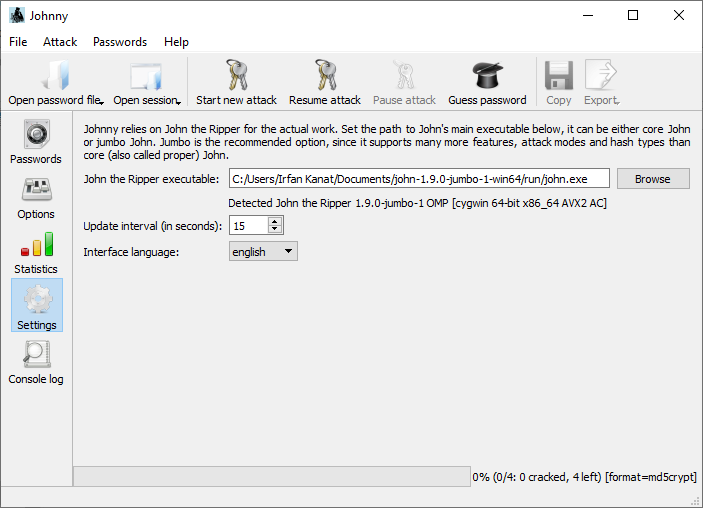 Johnny
File Attack Passwords Help
Open password file Open session Start new attack Resume attack Pause attack Guess password Copy Export
Passwords
Options
Statistics
Settings
Console log
Johnny relies on John the Ripper for the actual work. Set the path to John's main executable below, it can be either core John
or jumbo John. Jumbo is the recommended option, since it supports many more features, attack modes and hash types than
core (also called proper) John.
John the Ripper executable: C:/Users/Irfan Kanat/Documents/john-1.9.0-jumbo-1-win64/run/john.exe Browse
Detected John the Ripper 1.9.0-jumbo-1 OMP [cygwin 64-bit x86_64 AVX2 AC]
Update interval (in seconds): 15
Interface language: english
0% (0/4: 0 cracked, 4 left) [format=md5crypt]